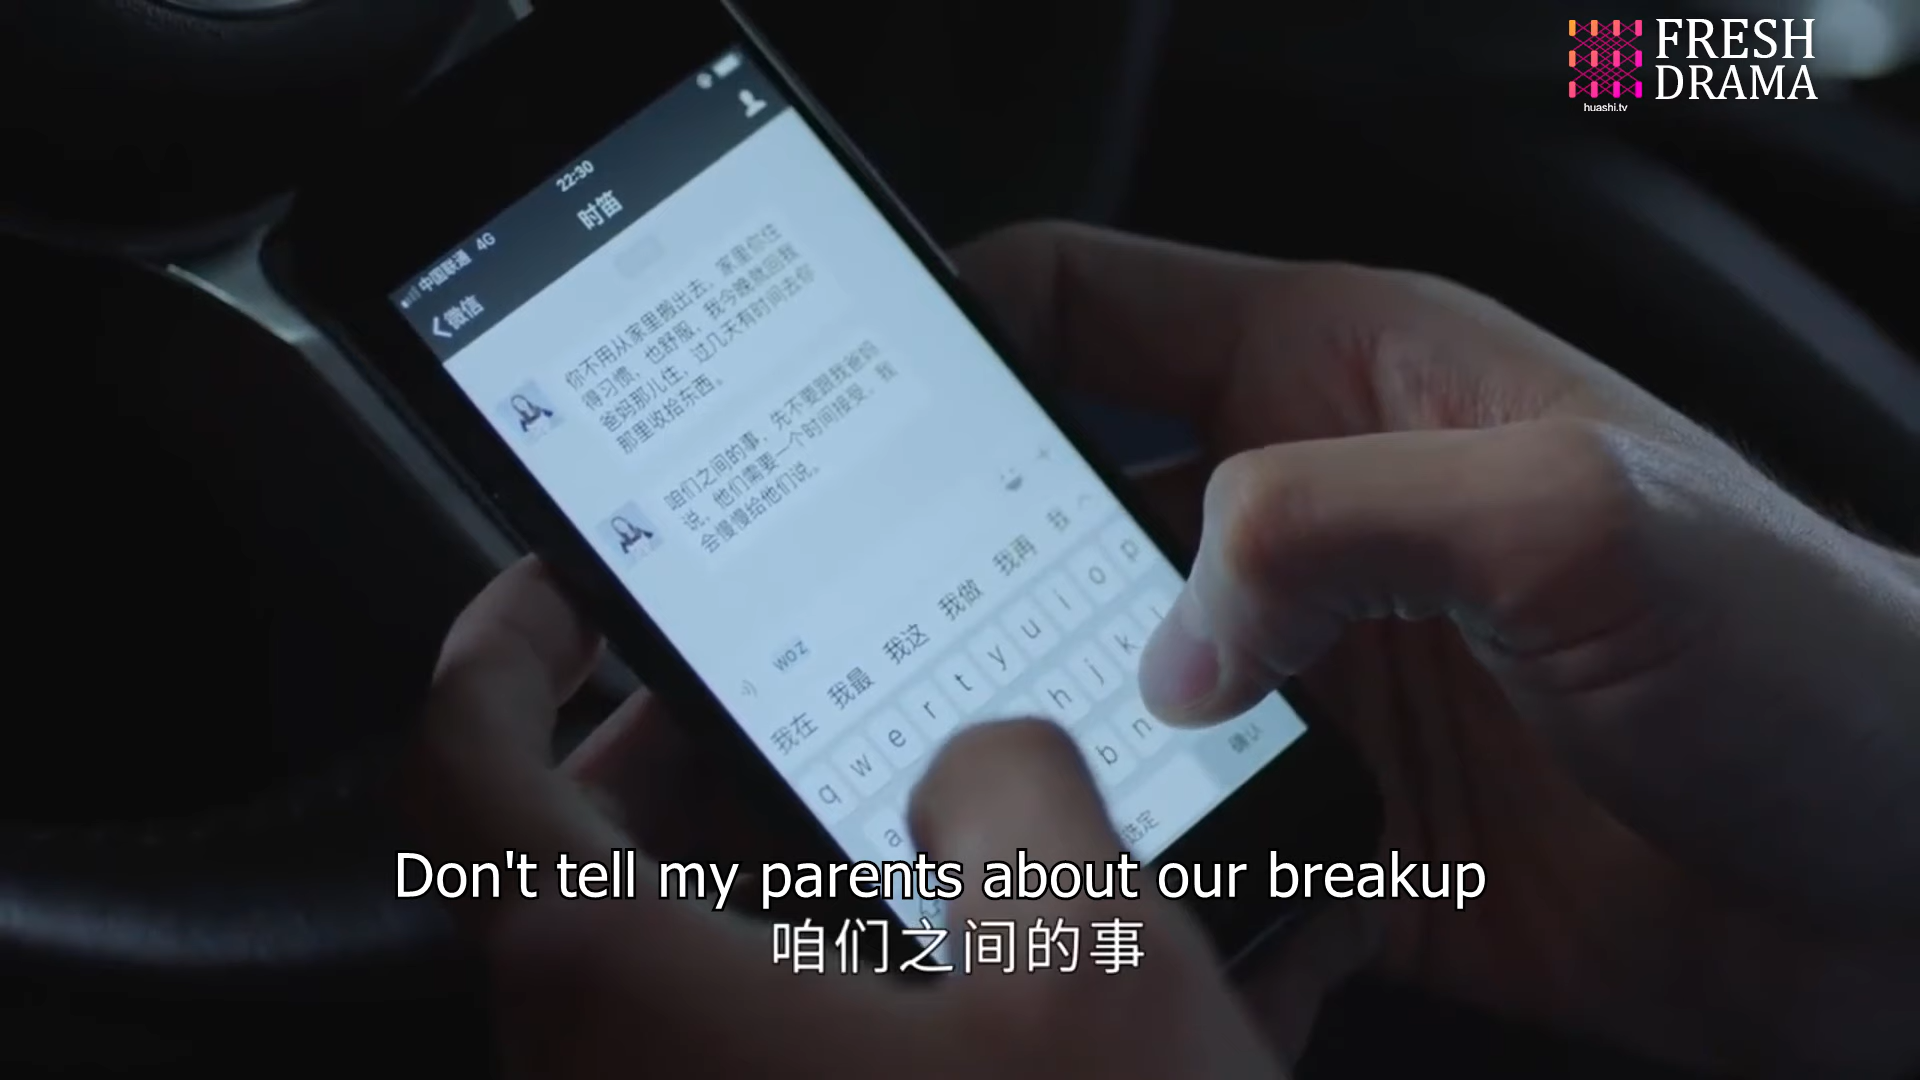 FRESH
DRAMA
huashi.tv
中国联通 4G
22:30
微信
时笛
你不用从家里搬出去。家里你住
得习惯，也舒服，我今晚就回我
爸妈那儿住，过几天有时间去你
那里收拾东西。
咱们之间的事，先不要跟我爸妈
说，他们需要一个时间接受。我
会慢慢给他们说。
wo z
我在 我最 我这 我做 我再 我
q w e r t y u i o p
a h j k l
b n
选定 确认
Don't tell my parents about our breakup
咱们之间的事